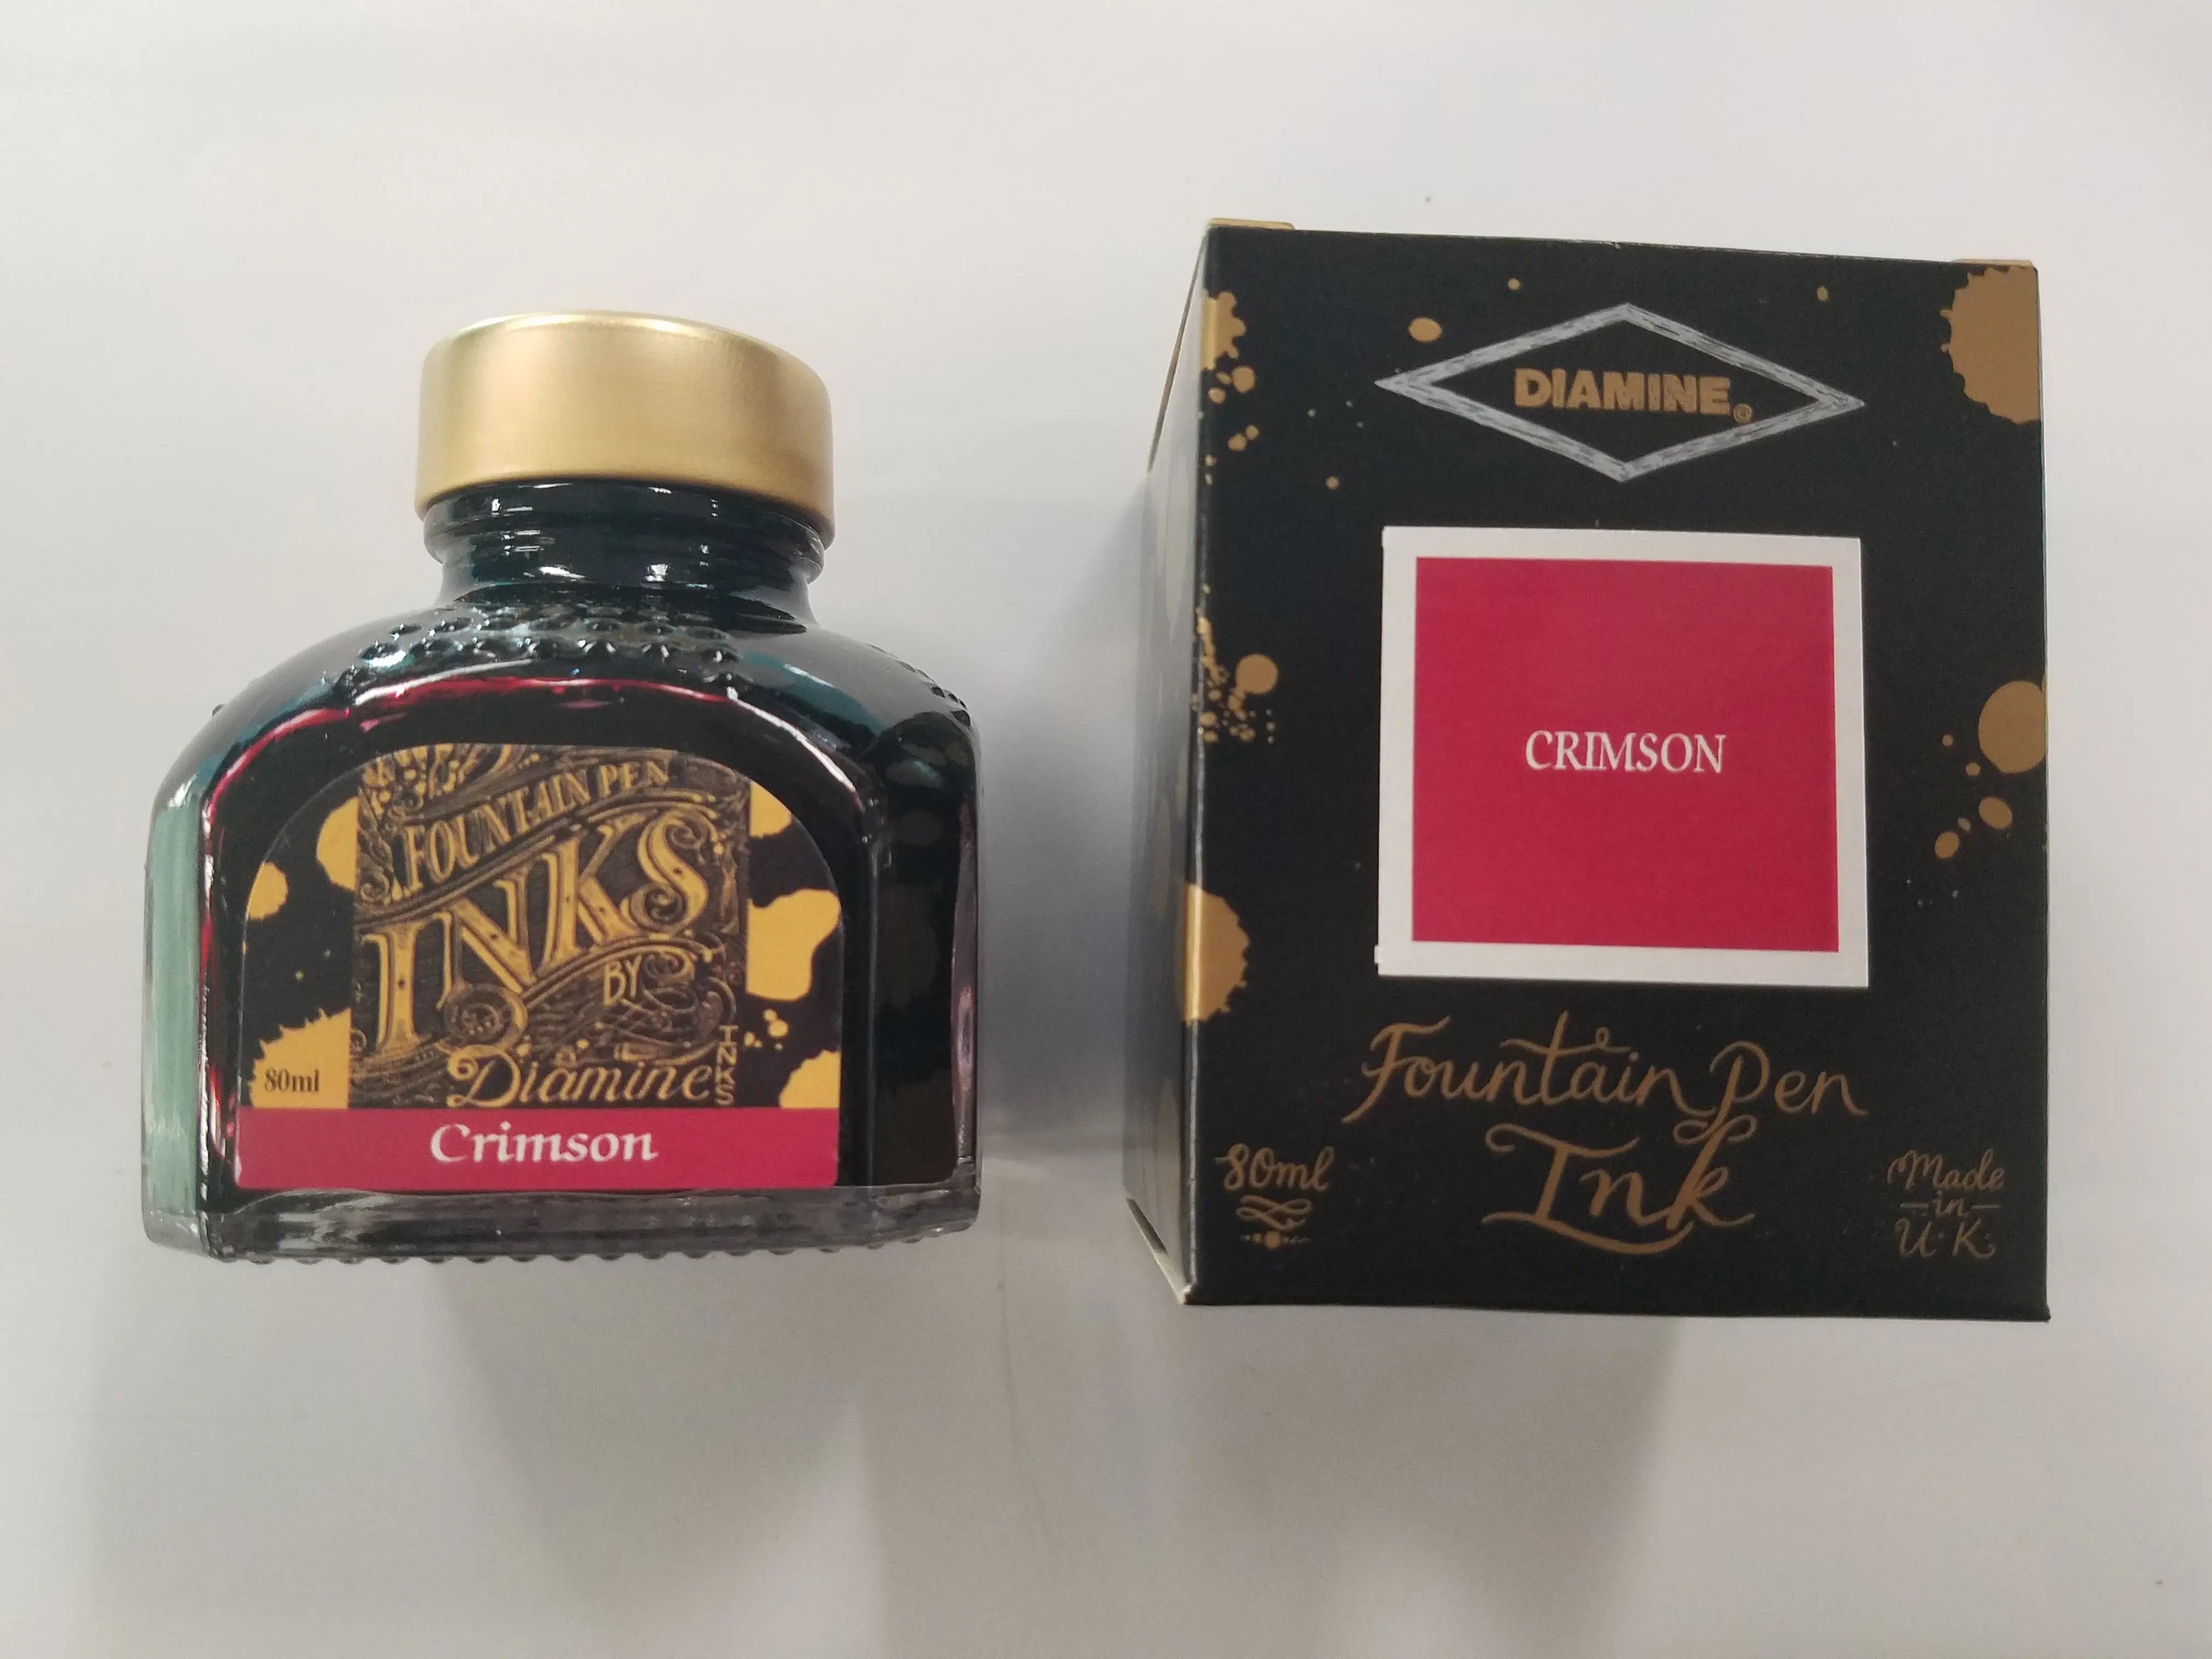 FOUNTAIN PEN
INKS
BY
Diamine
INKS
80ml
Crimson
DIAMINE®
CRIMSON
Fountain Pen
Ink
80ml
Made
in
U.K.